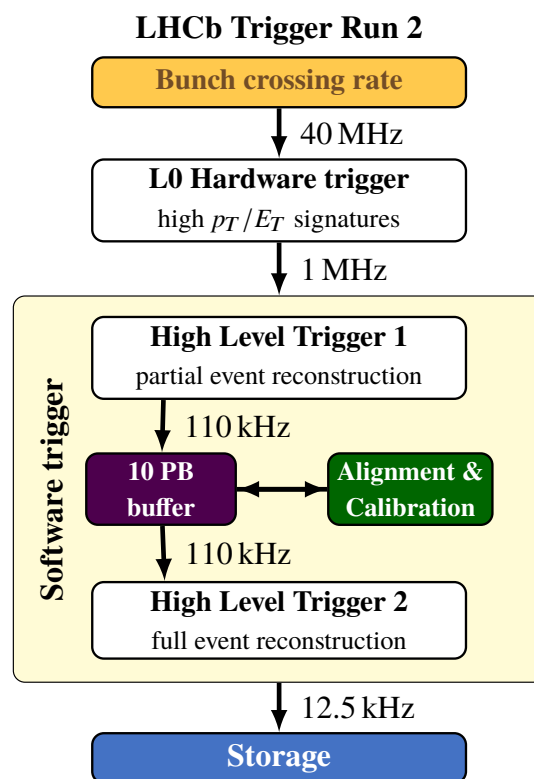 LHCb Trigger Run 2
Bunch crossing rate
40 MHz
L0 Hardware trigger
high p_T/E_T signatures
1 MHz
Software trigger
High Level Trigger 1
partial event reconstruction
110 kHz
10 PB
buffer
Alignment &
Calibration
110 kHz
High Level Trigger 2
full event reconstruction
12.5 kHz
Storage